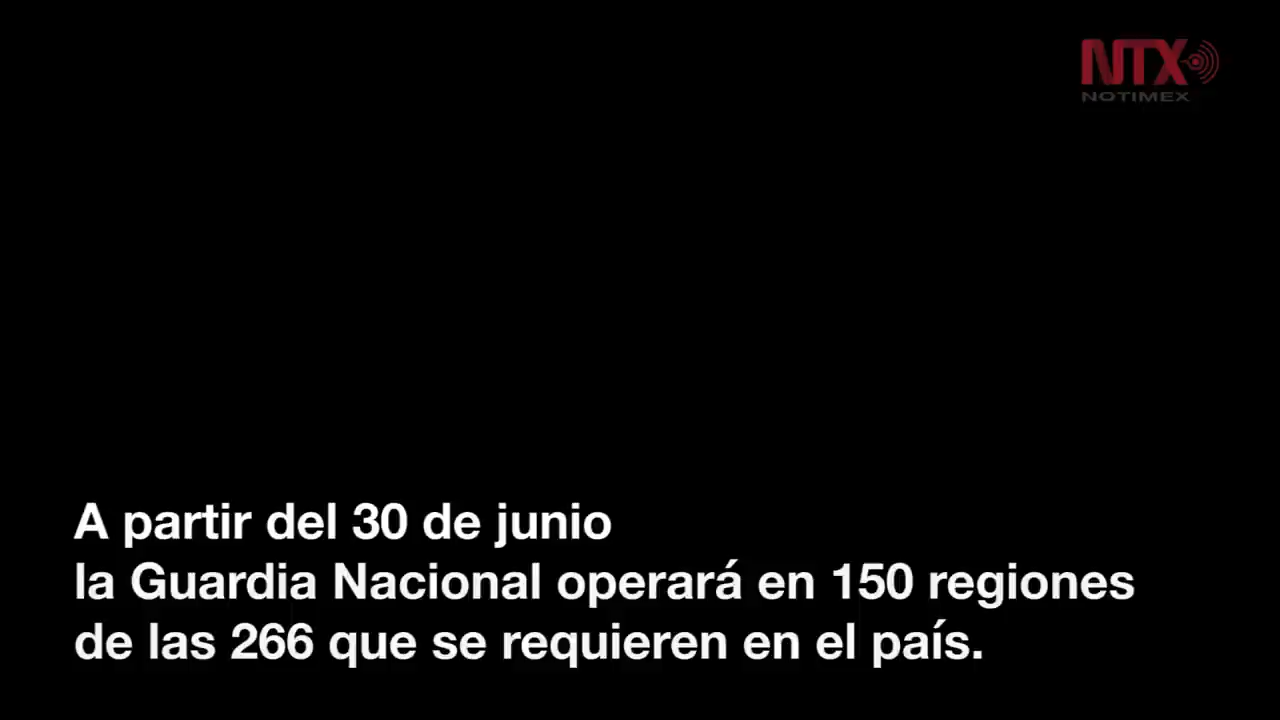 NTX
NOTIMEX
A partir del 30 de junio
la Guardia Nacional operará en 150 regiones
de las 266 que se requieren en el país.